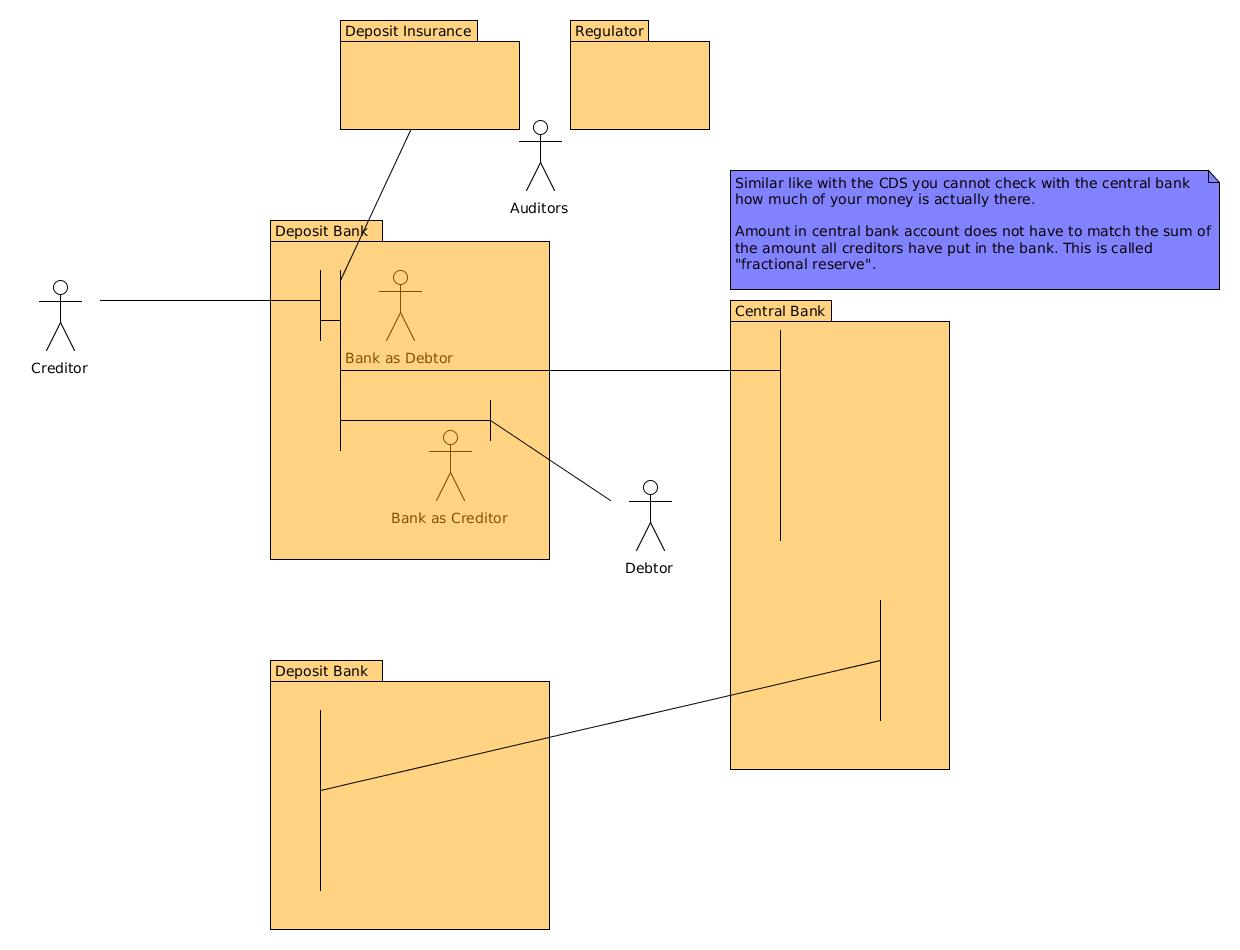 Deposit Insurance
Regulator
Auditors
Similar like with the CDS you cannot check with the central bank
how much of your money is actually there.
Amount in central bank account does not have to match the sum of
the amount all creditors have put in the bank. This is called
"fractional reserve".
Deposit Bank
Creditor
Bank as Debtor
Central Bank
Bank as Creditor
Debtor
Deposit Bank